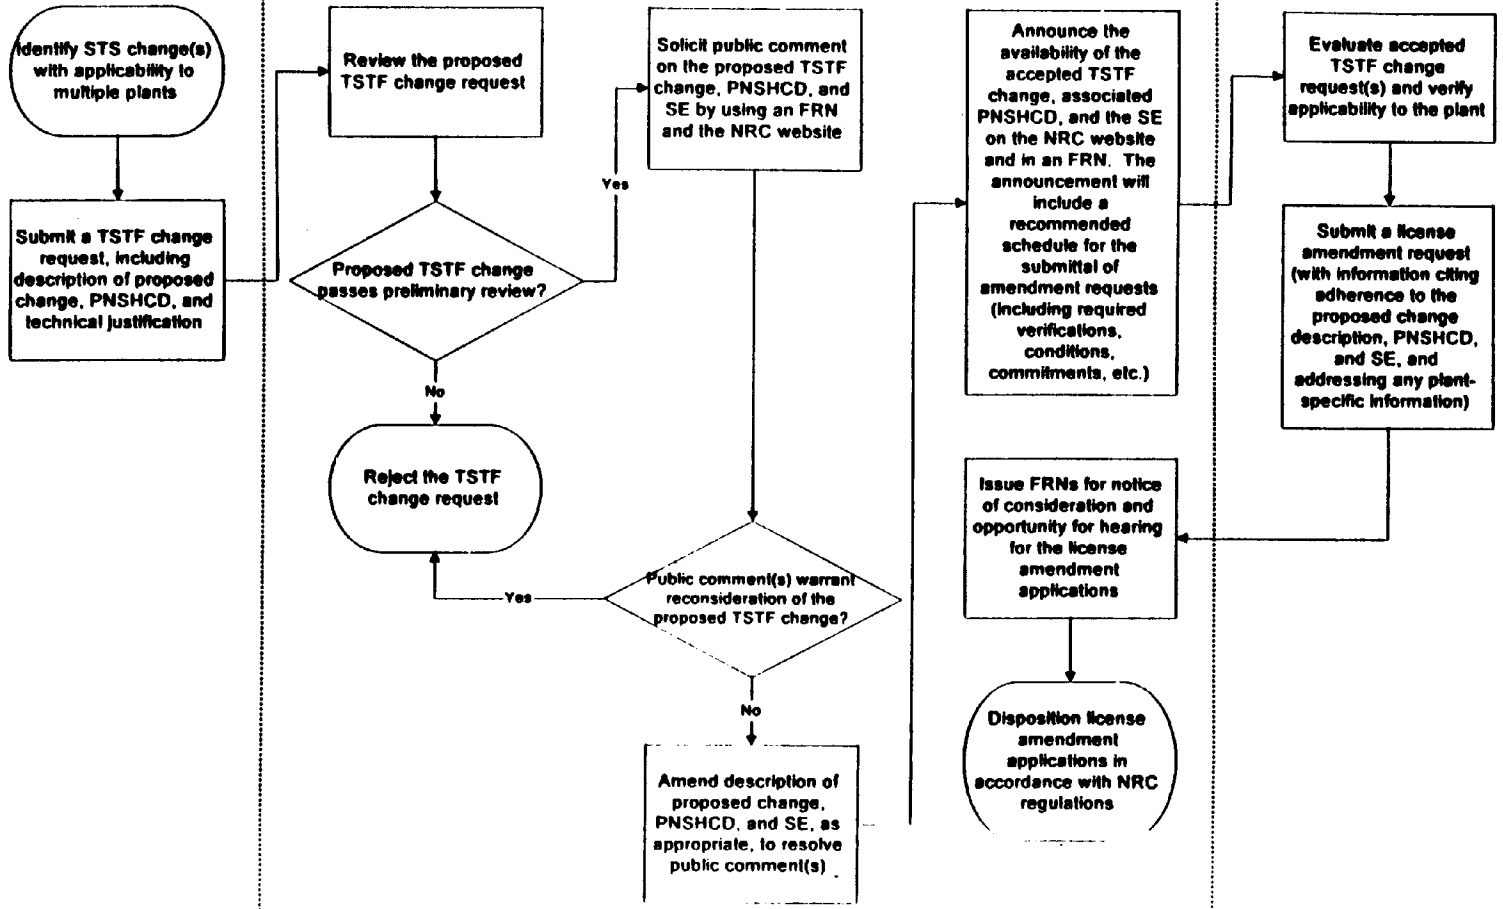 Identify STS change(s)
with applicability to
multiple plants
Submit a TSTF change
request, including
description of proposed
change, PNSHCD, and
technical justification
Review the proposed
TSTF change request
Proposed TSTF change
passes preliminary review?
Yes
No
Reject the TSTF
change request
Solicit public comment
on the proposed TSTF
change, PNSHCD, and
SE by using an FRN
and the NRC website
Public comment(s) warrant
reconsideration of the
proposed TSTF change?
Yes
No
Amend description of
proposed change,
PNSHCD, and SE, as
appropriate, to resolve
public comment(s)
Announce the
availability of the
accepted TSTF
change, associated
PNSHCD, and the SE
on the NRC website
and in an FRN. The
announcement will
include a
recommended
schedule for the
submittal of
amendment requests
(including required
verifications,
conditions,
commitments, etc.)
Evaluate accepted
TSTF change
request(s) and verify
applicability to the plant
Submit a license
amendment request
(with information citing
adherence to the
proposed change
description, PNSHCD,
and SE, and
addressing any plant-
specific information)
Issue FRNs for notice
of consideration and
opportunity for hearing
for the license
amendment
applications
Disposition license
amendment
applications in
accordance with NRC
regulations